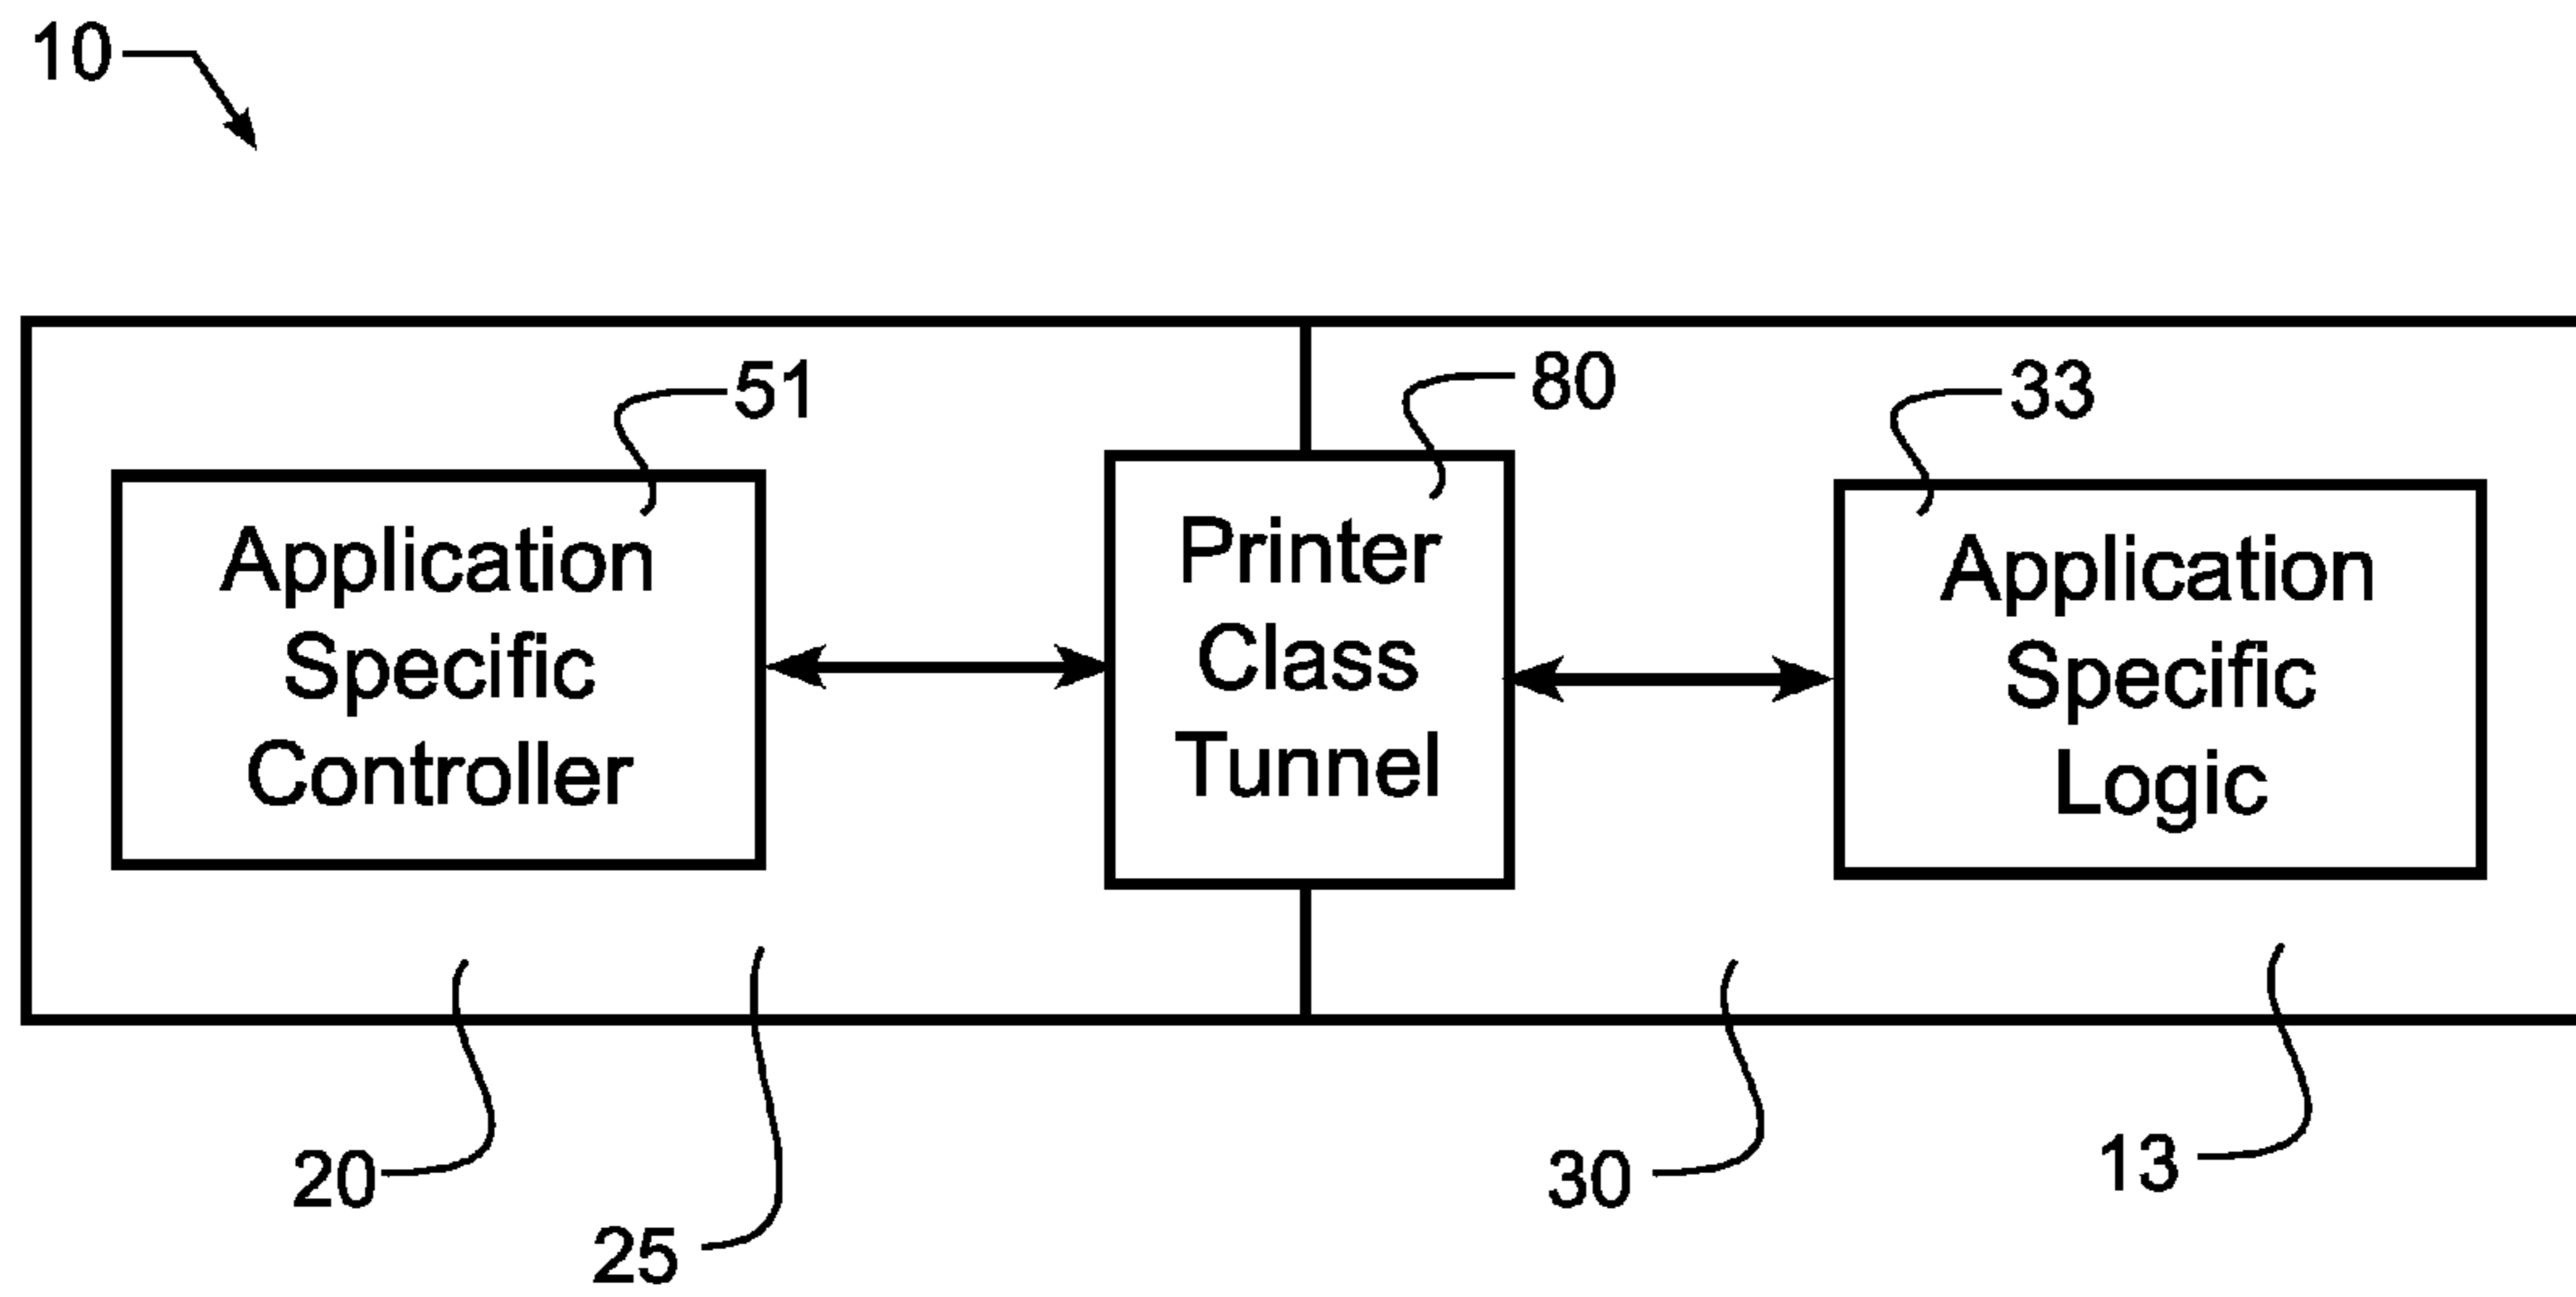 10
51
80
33
Application
Specific
Controller
Printer
Class
Tunnel
Application
Specific
Logic
20
25
30
13